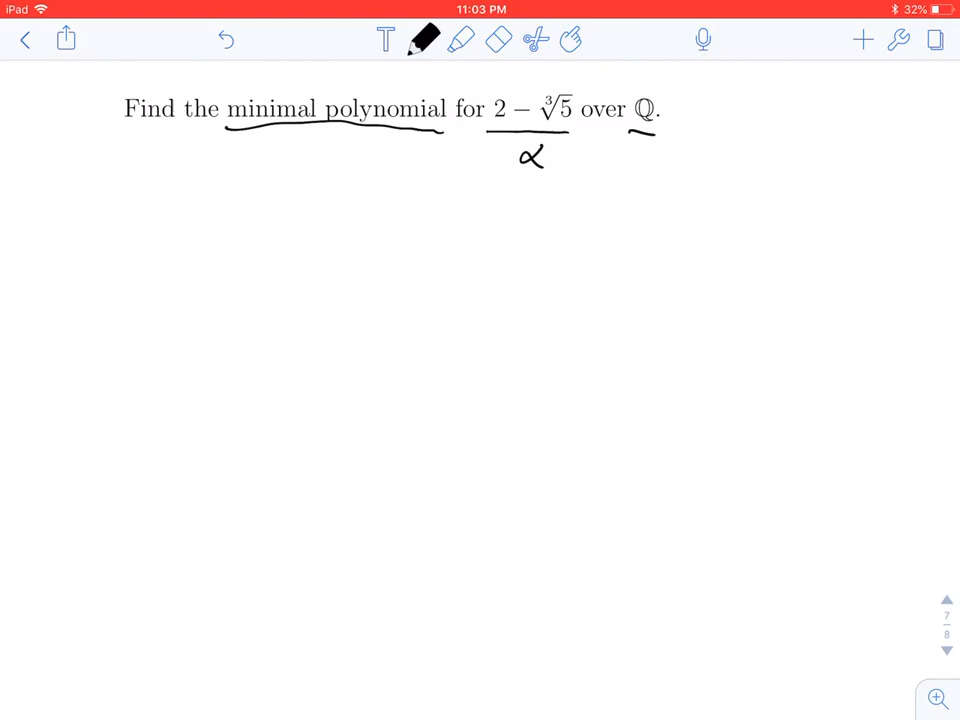 iPad 11:03 PM 32%
T
Find the minimal polynomial for 2 − ∛5 over ℚ.
α
7
8